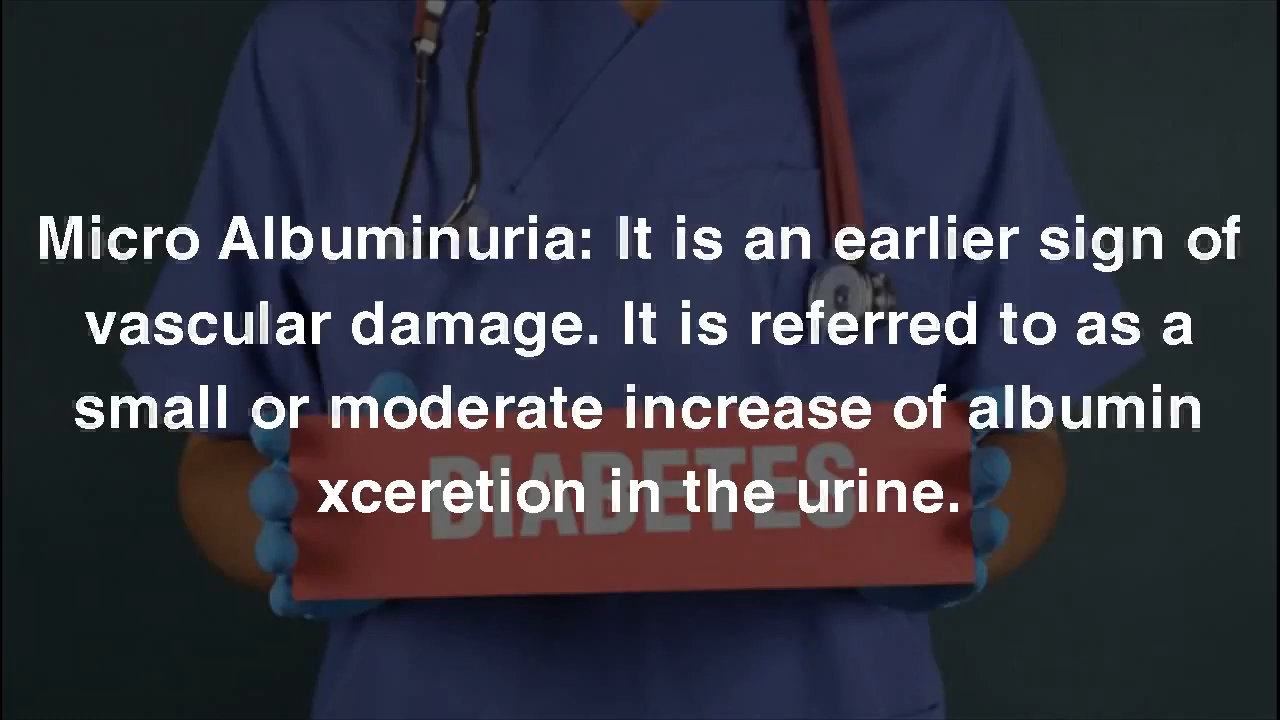 Micro Albuminuria: It is an earlier sign of
vascular damage. It is referred to as a
small or moderate increase of albumin
xceretion in the urine.
DIABETES